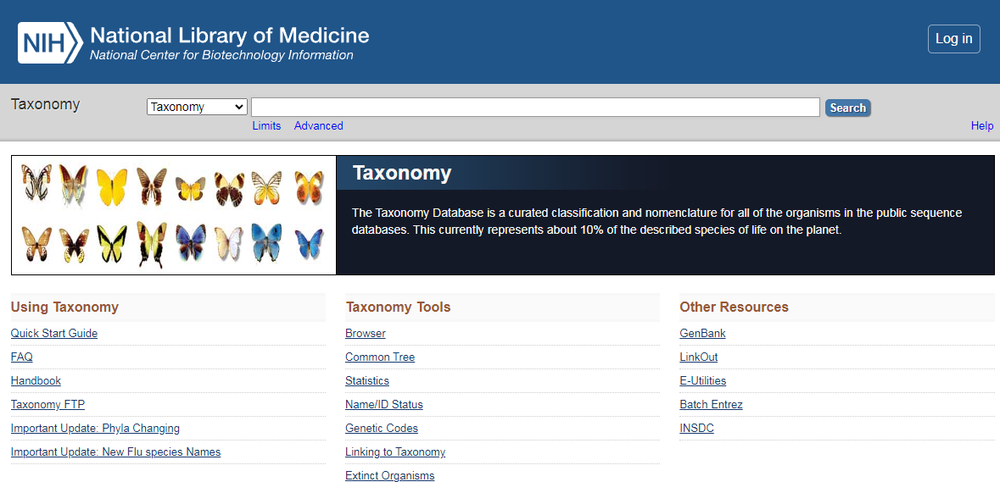 NIH National Library of Medicine
National Center for Biotechnology Information
Log in
Taxonomy
Taxonomy
Search
Limits Advanced
Help
Taxonomy
The Taxonomy Database is a curated classification and nomenclature for all of the organisms in the public sequence
databases. This currently represents about 10% of the described species of life on the planet.
Using Taxonomy
Quick Start Guide
FAQ
Handbook
Taxonomy FTP
Important Update: Phyla Changing
Important Update: New Flu species Names
Taxonomy Tools
Browser
Common Tree
Statistics
Name/ID Status
Genetic Codes
Linking to Taxonomy
Extinct Organisms
Other Resources
GenBank
LinkOut
E-Utilities
Batch Entrez
INSDC